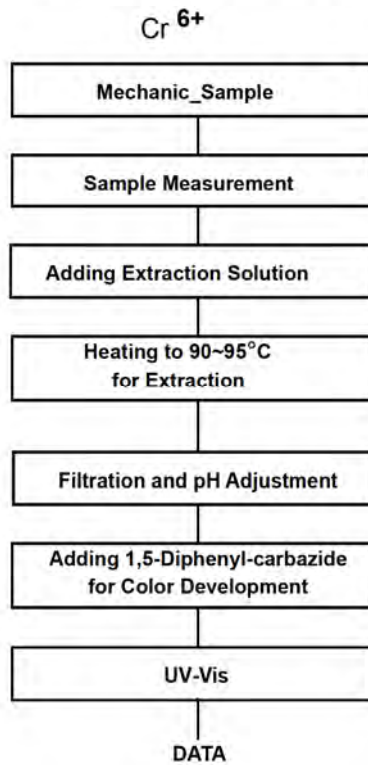 Cr 6+
Mechanic_Sample
Sample Measurement
Adding Extraction Solution
Heating to 90~95°C
for Extraction
Filtration and pH Adjustment
Adding 1,5-Diphenyl-carbazide
for Color Development
UV-Vis
DATA